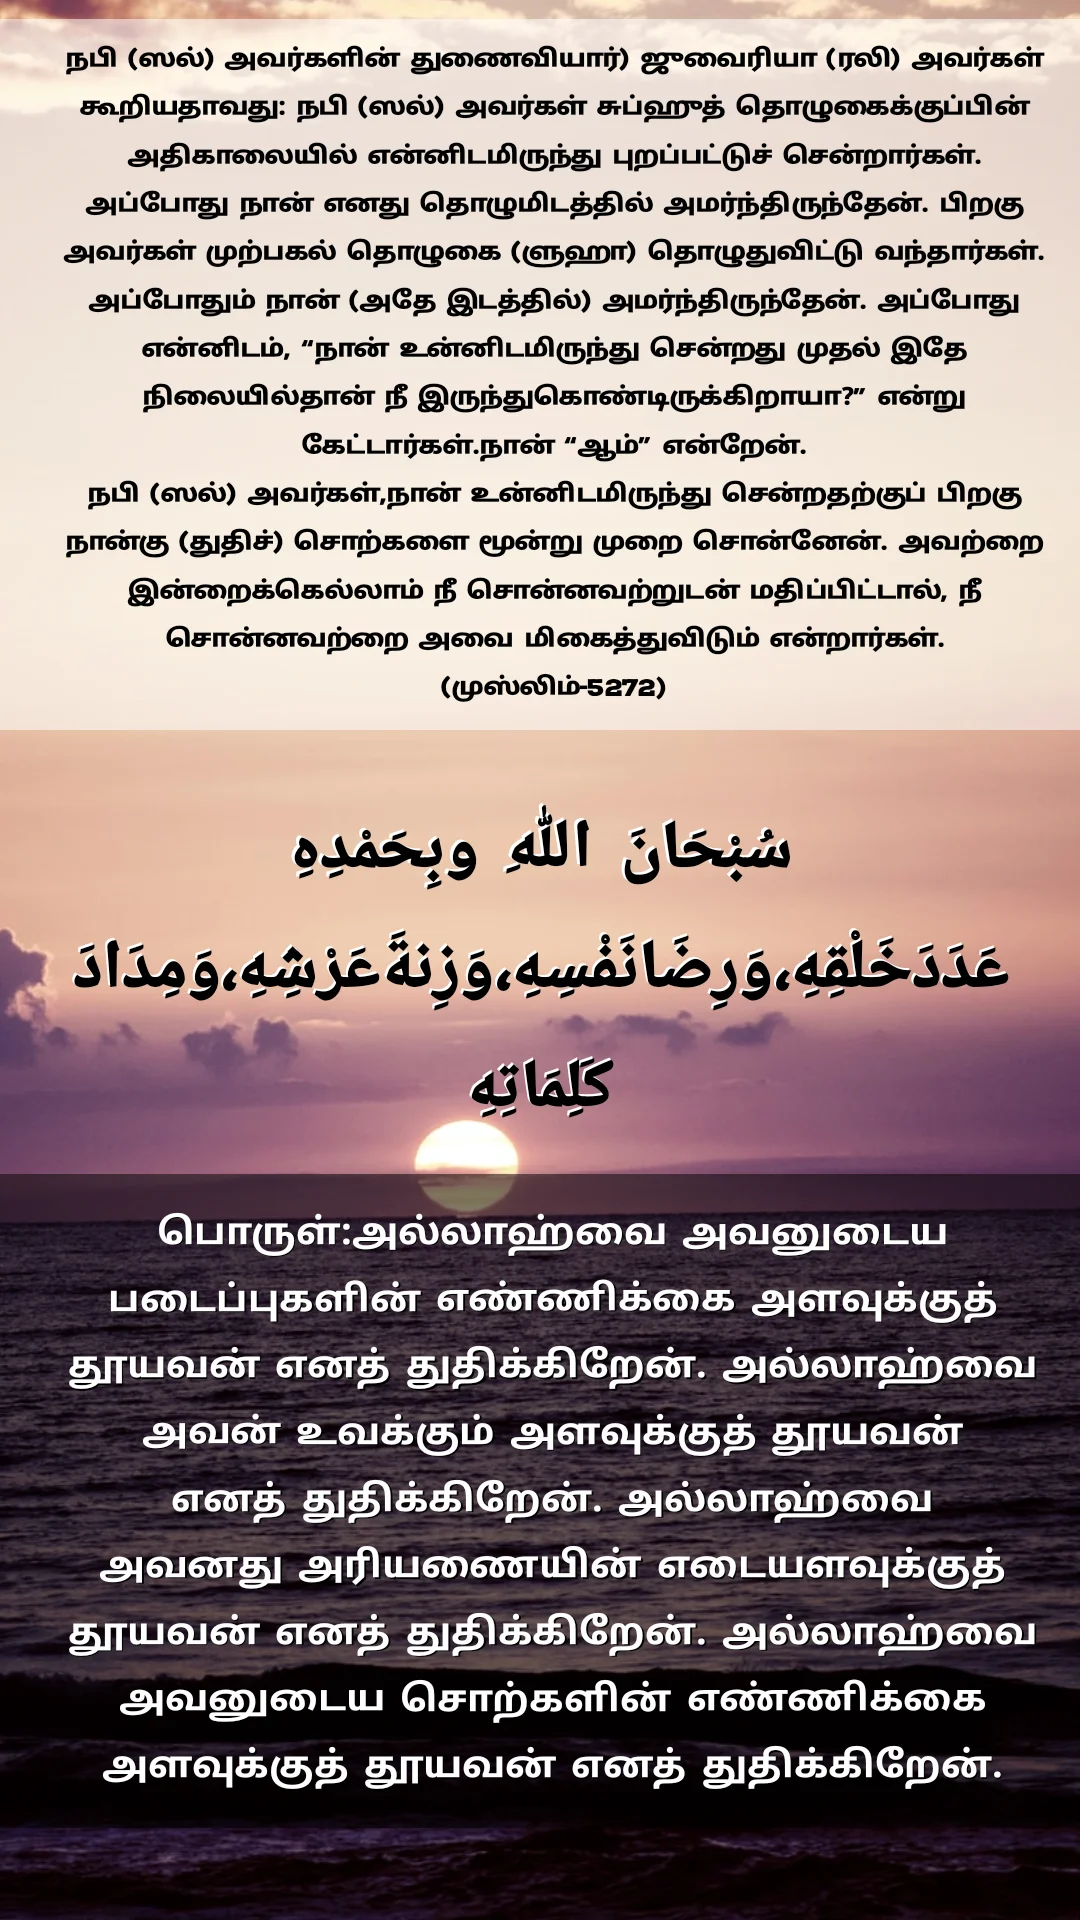 நபி (ஸல்) அவர்களின் துணைவியார்) ஜுவைரியா (ரலி) அவர்கள்
கூறியதாவது: நபி (ஸல்) அவர்கள் சுப்ஹுத் தொழுகைக்குப்பின்
அதிகாலையில் என்னிடமிருந்து புறப்பட்டுச் சென்றார்கள்.
அப்போது நான் எனது தொழுமிடத்தில் அமர்ந்திருந்தேன். பிறகு
அவர்கள் முற்பகல் தொழுகை (ளுஹா) தொழுதுவிட்டு வந்தார்கள்.
அப்போதும் நான் (அதே இடத்தில்) அமர்ந்திருந்தேன். அப்போது
என்னிடம், “நான் உன்னிடமிருந்து சென்றது முதல் இதே
நிலையில்தான் நீ இருந்துகொண்டிருக்கிறாயா?” என்று
கேட்டார்கள்.நான் “ஆம்” என்றேன்.
நபி (ஸல்) அவர்கள்,நான் உன்னிடமிருந்து சென்றதற்குப் பிறகு
நான்கு (துதிச்) சொற்களை மூன்று முறை சொன்னேன். அவற்றை
இன்றைக்கெல்லாம் நீ சொன்னவற்றுடன் மதிப்பிட்டால், நீ
சொன்னவற்றை அவை மிகைத்துவிடும் என்றார்கள்.
(முஸ்லிம்-5272)
سُبْحَانَ اللّٰهِ وبِحَمْدِهِ
عَدَدَخَلْقِهِ،وَرِضَانَفْسِهِ،وَزِنةَعَرْشِهِ،وَمِدَادَ
كَلِمَاتِهِ
பொருள்:அல்லாஹ்வை அவனுடைய
படைப்புகளின் எண்ணிக்கை அளவுக்குத்
தூயவன் எனத் துதிக்கிறேன். அல்லாஹ்வை
அவன் உவக்கும் அளவுக்குத் தூயவன்
எனத் துதிக்கிறேன். அல்லாஹ்வை
அவனது அரியணையின் எடையளவுக்குத்
தூயவன் எனத் துதிக்கிறேன். அல்லாஹ்வை
அவனுடைய சொற்களின் எண்ணிக்கை
அளவுக்குத் தூயவன் எனத் துதிக்கிறேன்.